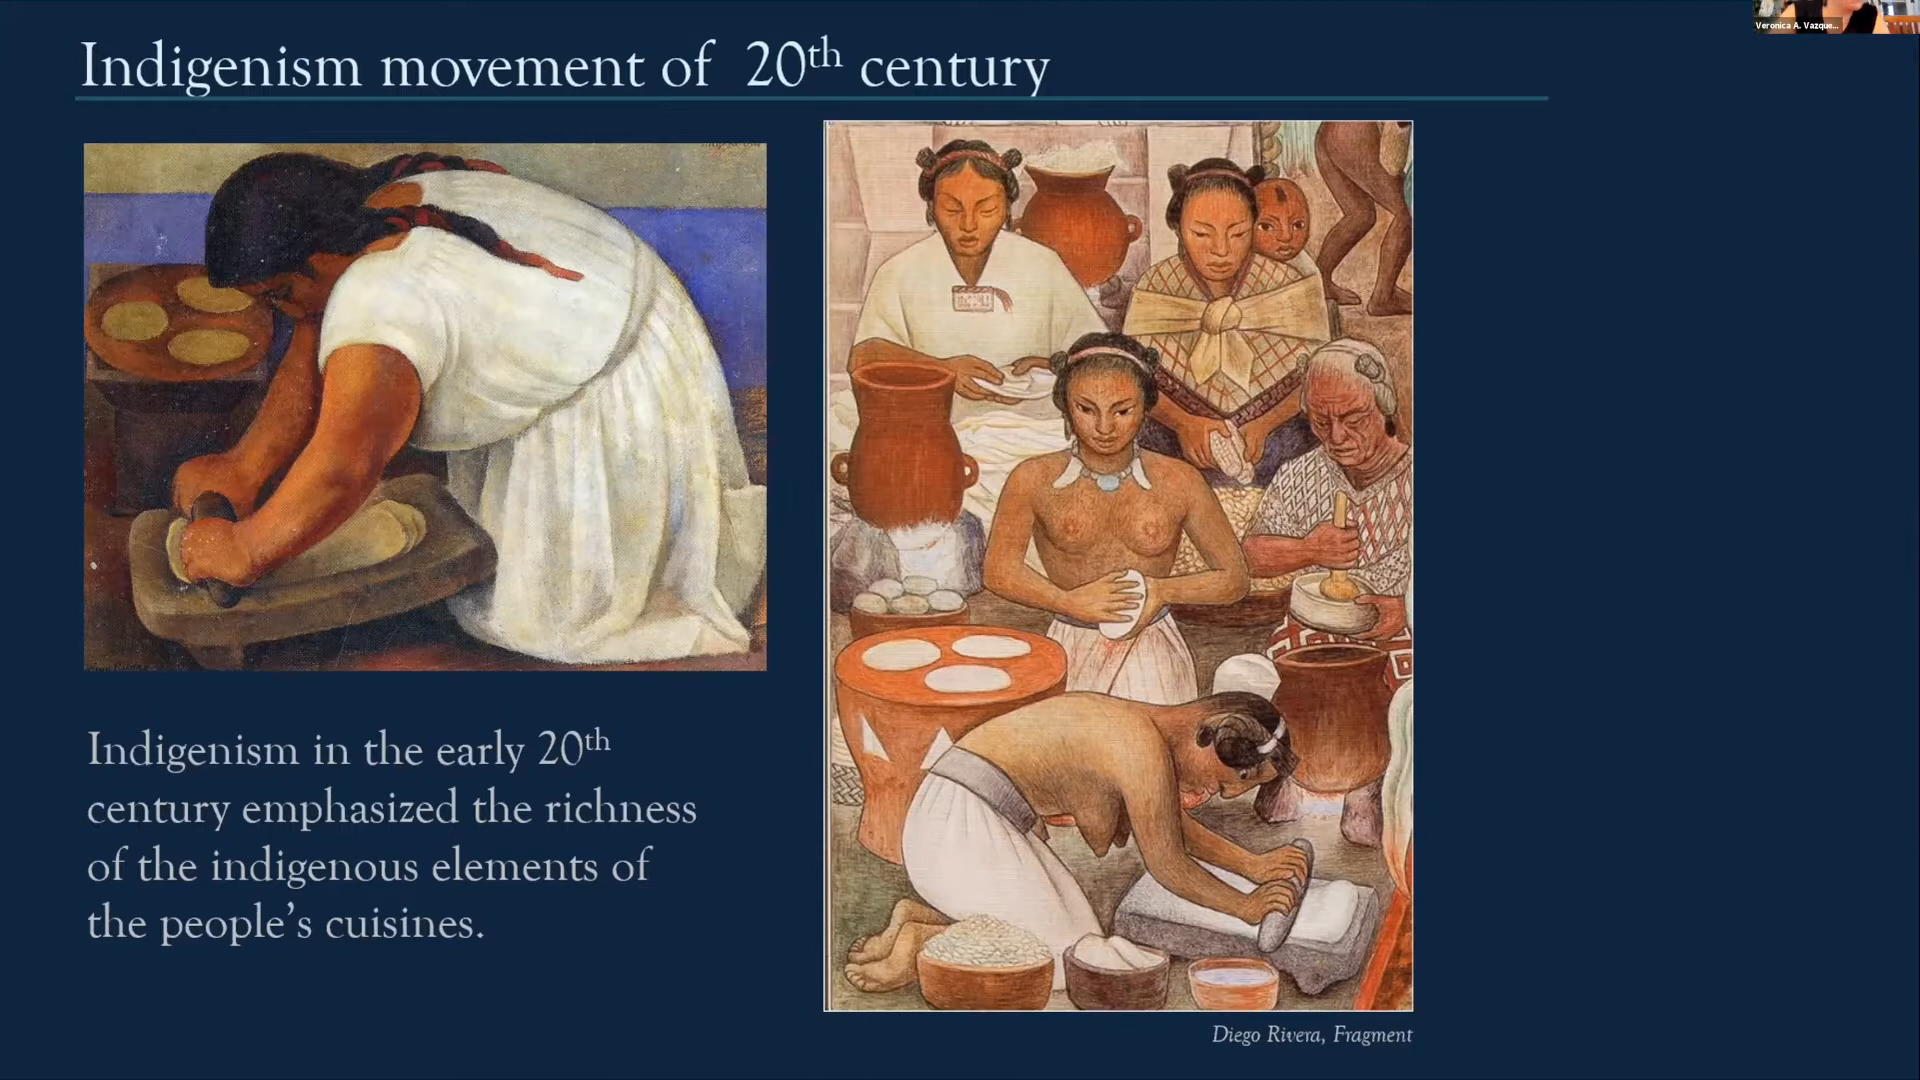 Veronica A. Vazque...
Indigenism movement of 20th century
Indigenism in the early 20th
century emphasized the richness
of the indigenous elements of
the people's cuisines.
Diego Rivera, Fragment